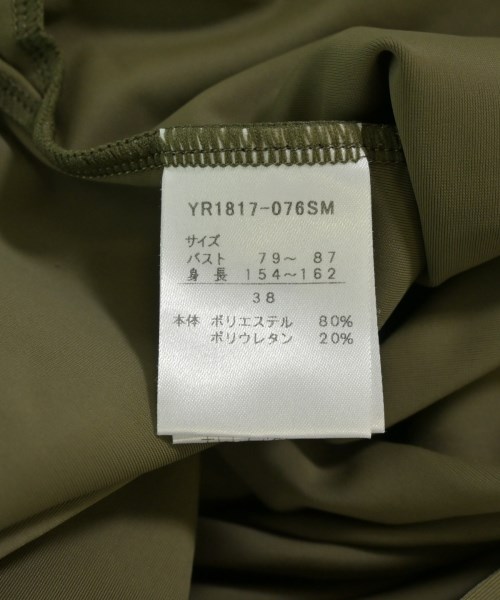 YR1817-076SM
サイズ
バスト 79～ 87
身長 154～162
38
本体 ポリエステル 80%
ポリウレタン 20%